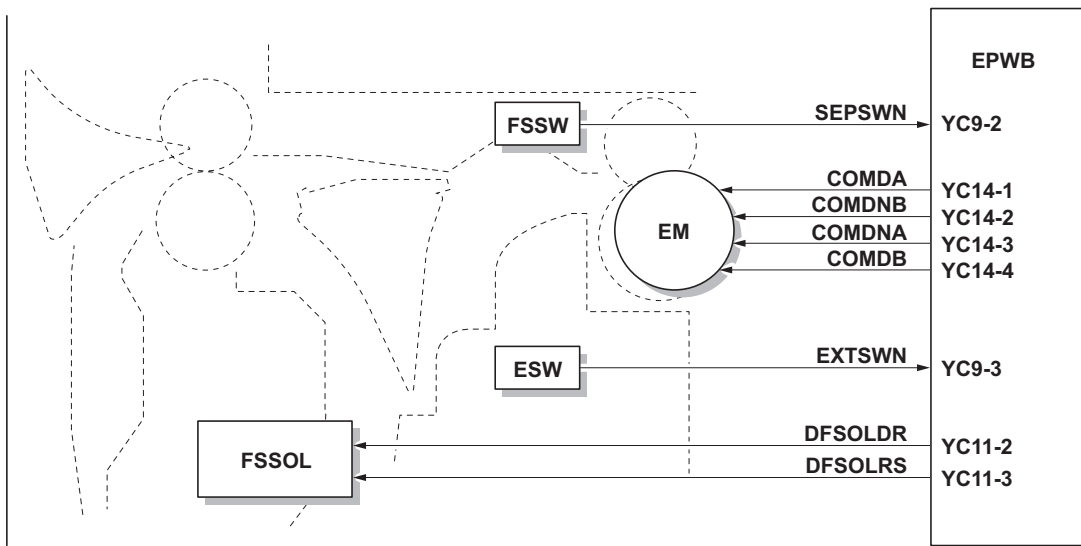 EPWB
FSSW
SEPSWN
YC9-2
COMDA
YC14-1
COMDNB
YC14-2
EM
COMDNA
YC14-3
COMDB
YC14-4
ESW
EXTSWN
YC9-3
FSSOL
DFSOLDR
YC11-2
DFSOLRS
YC11-3